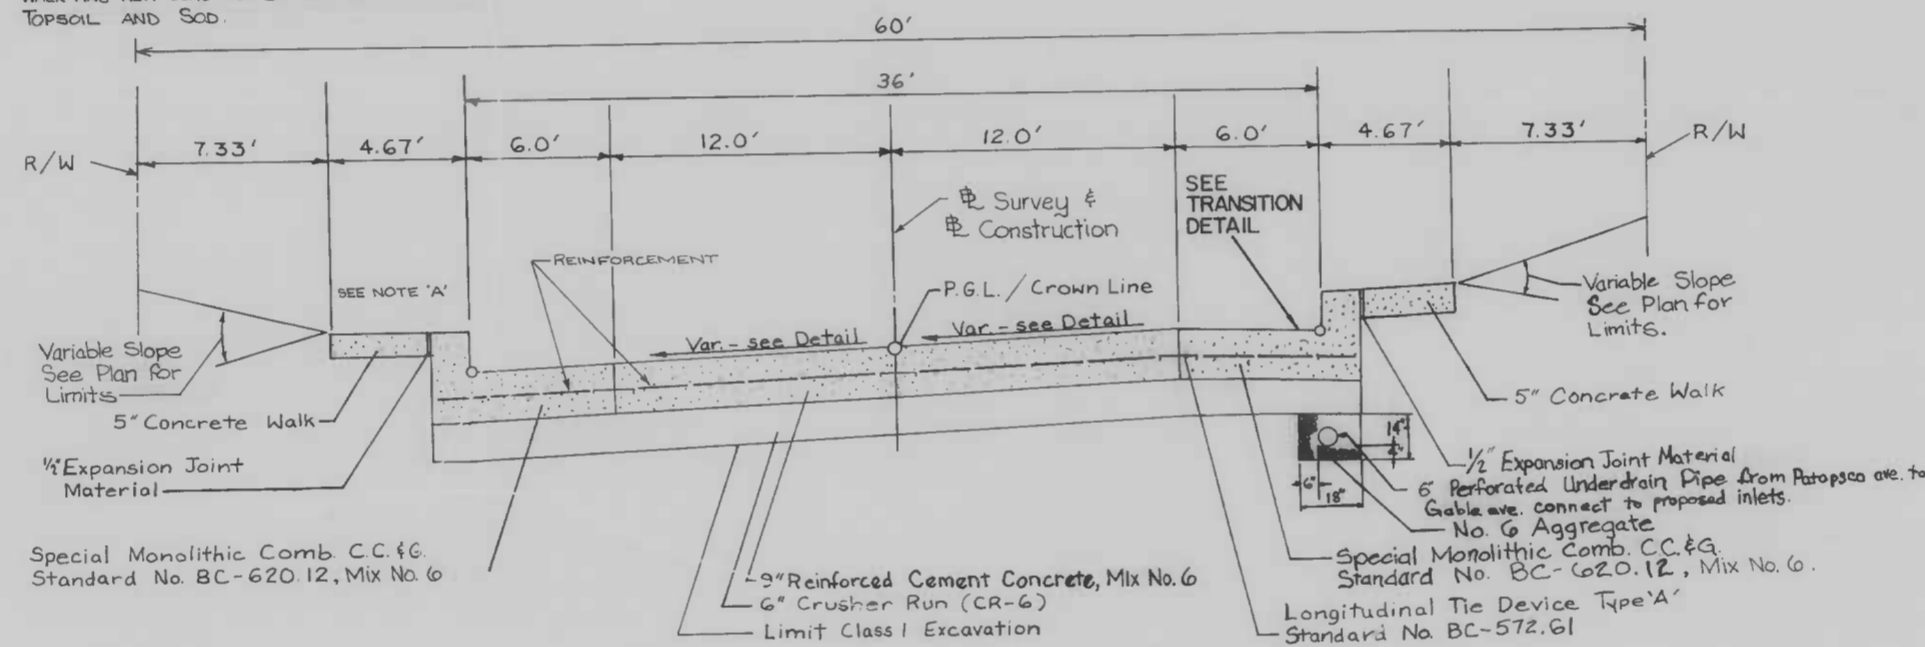 TOPSOIL AND SOD.
60'
36'
7.33'
4.67'
6.0'
12.0'
12.0'
6.0'
4.67'
7.33'
R/W
R/W
SEE
TRANSITION
DETAIL
Survey &
Construction
REINFORCEMENT
SEE NOTE 'A'
P.G.L. / Crown Line
Var. - see Detail
Var. - see Detail
Variable Slope
See Plan for
Limits.
Variable Slope
See Plan for
Limits
5" Concrete Walk
5" Concrete Walk
1/2" Expansion Joint
Material
14"
4"
6"
18"
1/2" Expansion Joint Material
6" Perforated Underdrain Pipe from Patapsco ave. to
Gable ave. connect to proposed inlets.
No. 6 Aggregate
Special Monolithic Comb. C.C. & G.
Standard No. BC-620.12, Mix No. 6
Special Monolithic Comb. C.C. & G.
Standard No. BC-620.12, Mix No. 6.
9" Reinforced Cement Concrete, Mix No. 6
6" Crusher Run (CR-6)
Limit Class 1 Excavation
Longitudinal Tie Device Type 'A'
Standard No. BC-572.61